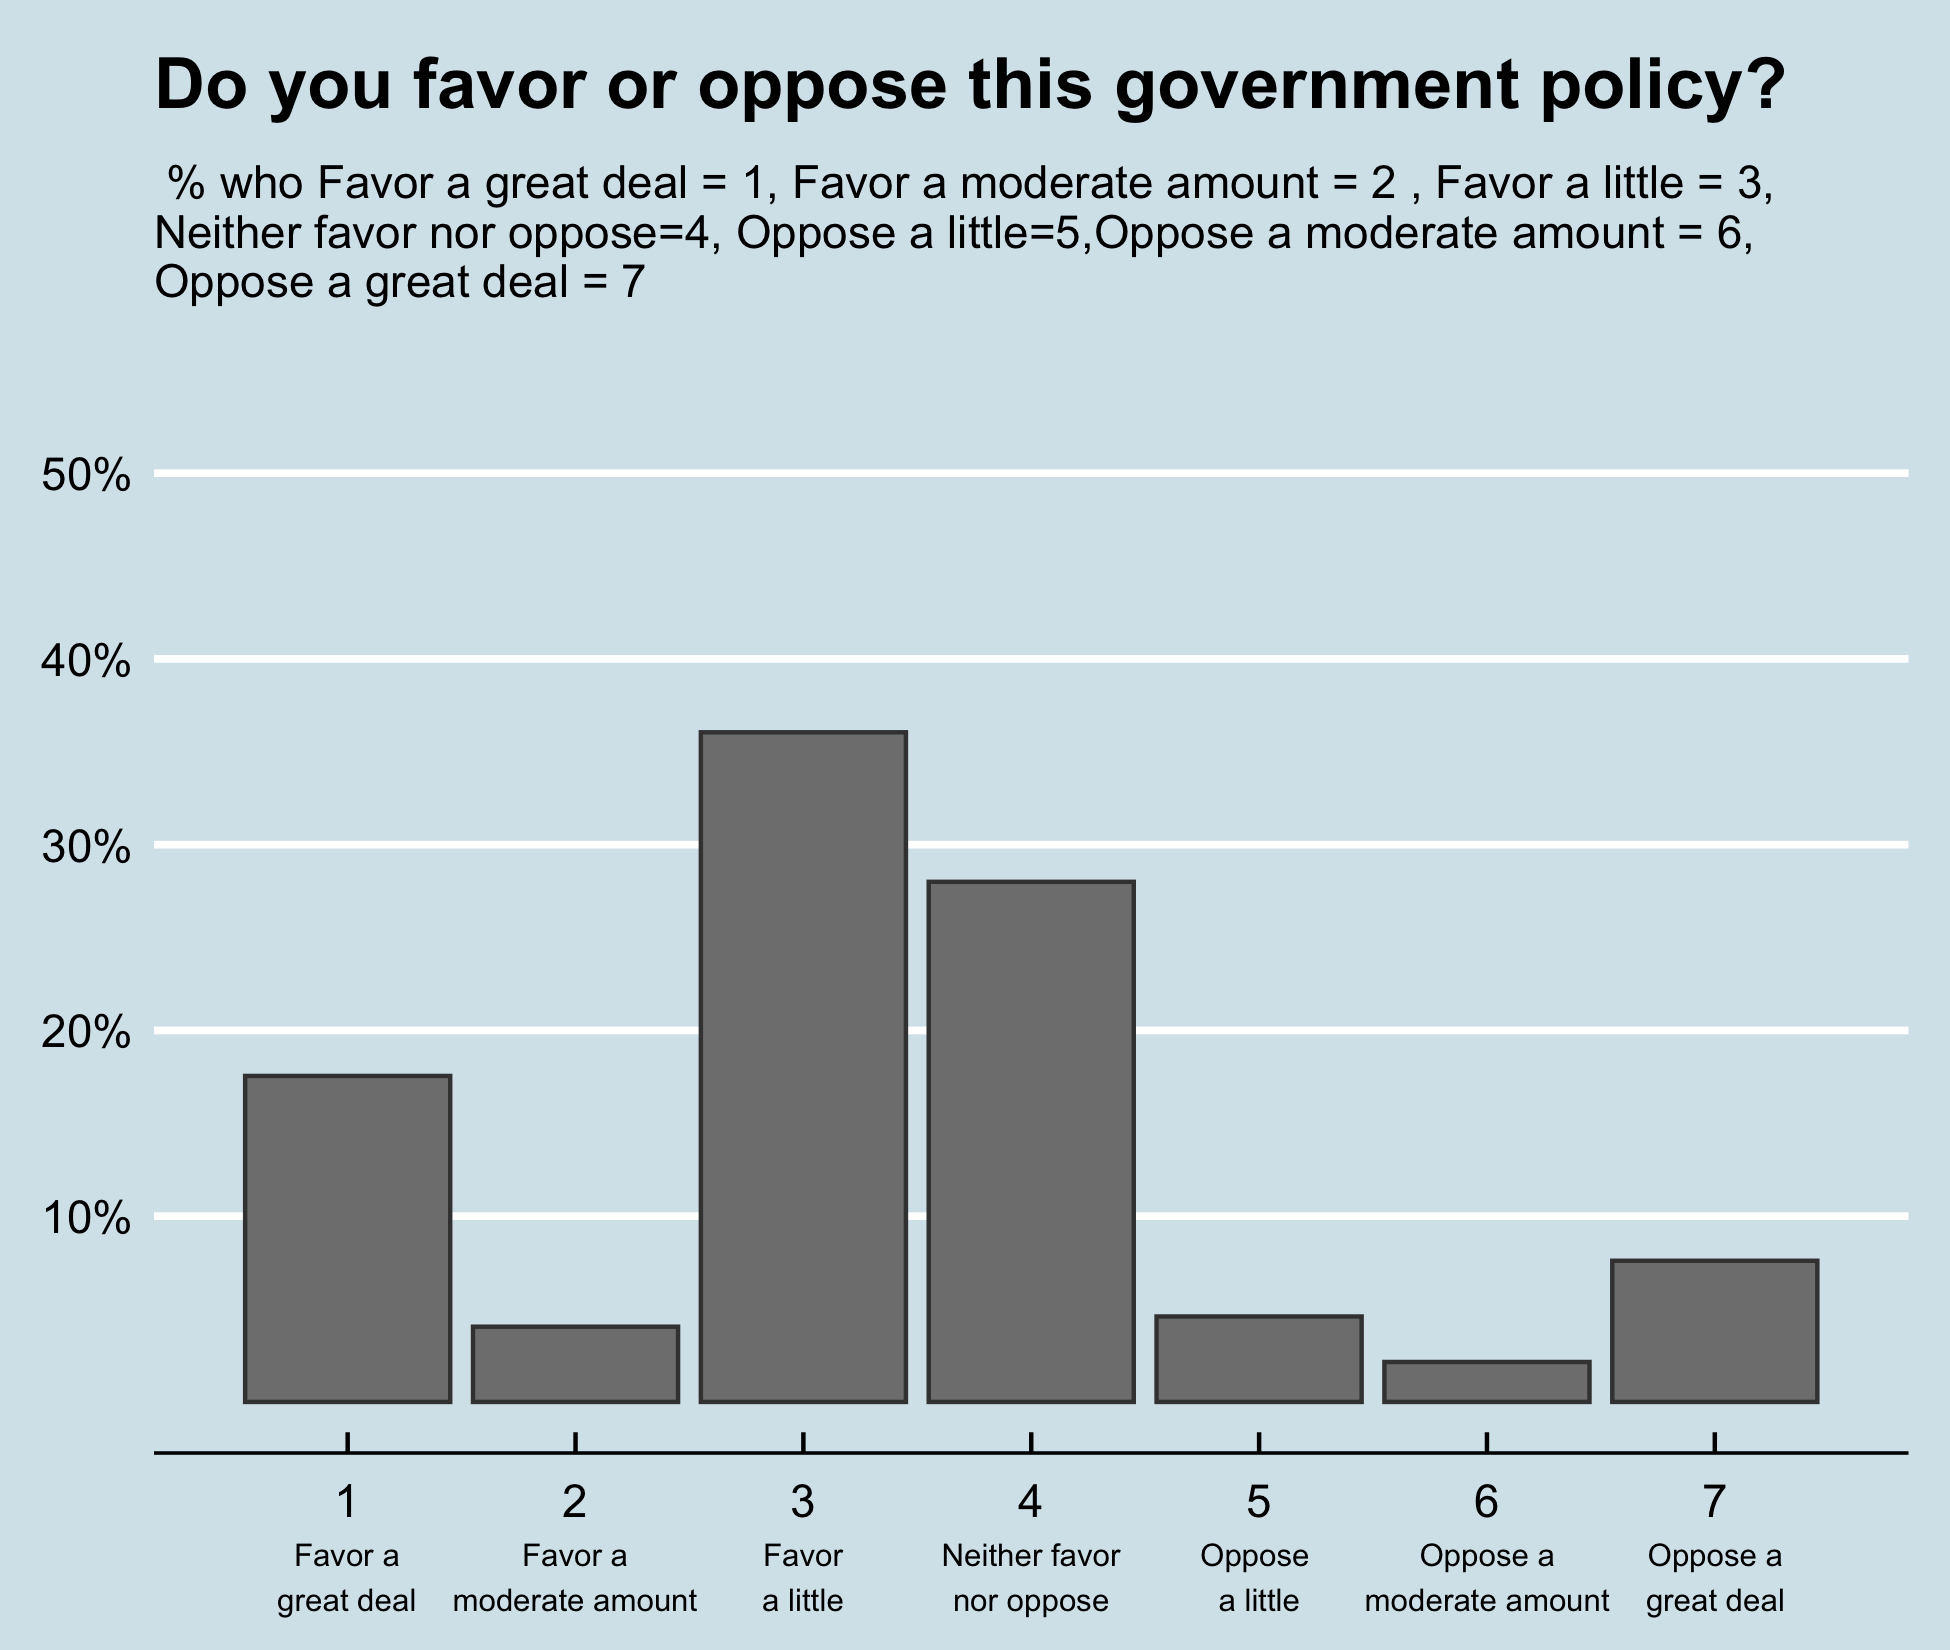 Do you favor or oppose this government policy?
% who Favor a great deal = 1, Favor a moderate amount = 2 , Favor a little = 3,
Neither favor nor oppose=4, Oppose a little=5,Oppose a moderate amount = 6,
Oppose a great deal = 7
50%
40%
30%
20%
10%
1 2 3 4 5 6 7
Favor a Favor a Favor Neither favor Oppose Oppose a Oppose a
great deal moderate amount a little nor oppose a little moderate amount great deal